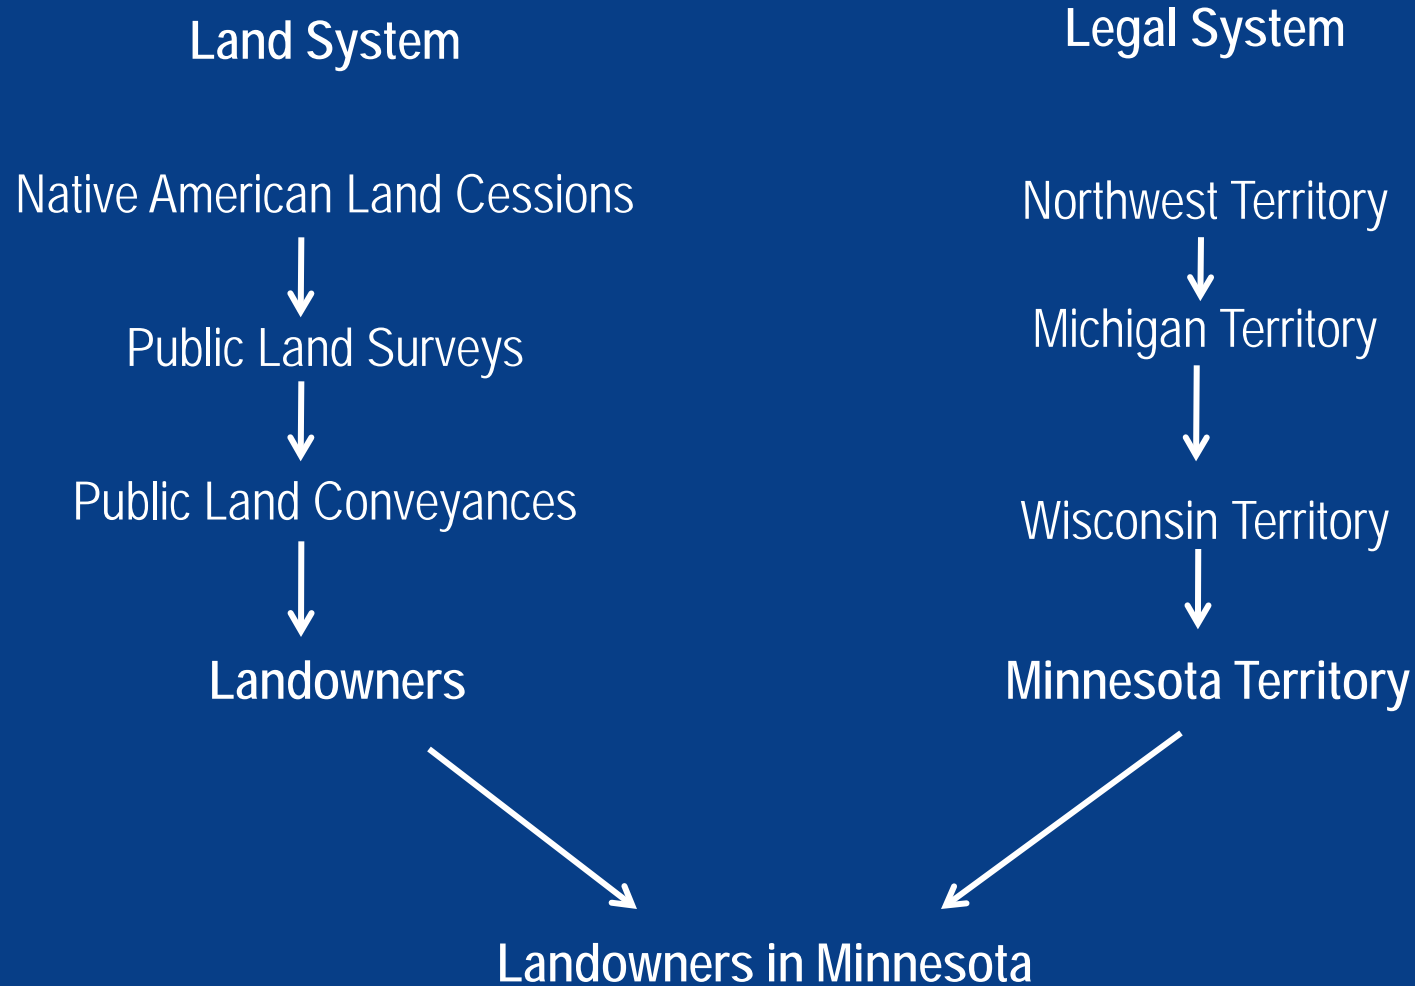 Land System
Native American Land Cessions
Public Land Surveys
Public Land Conveyances
Landowners
Legal System
Northwest Territory
Michigan Territory
Wisconsin Territory
Minnesota Territory
Landowners in Minnesota